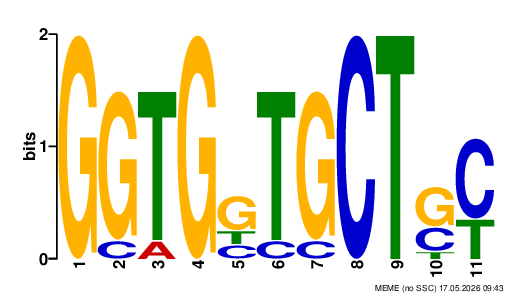 bits
2
1
0
G G T G G T G C T G C
C A T C C C C T
C T
1 2 3 4 5 6 7 8 9 10 11
MEME (no SSC) 17.05.2026 09:43